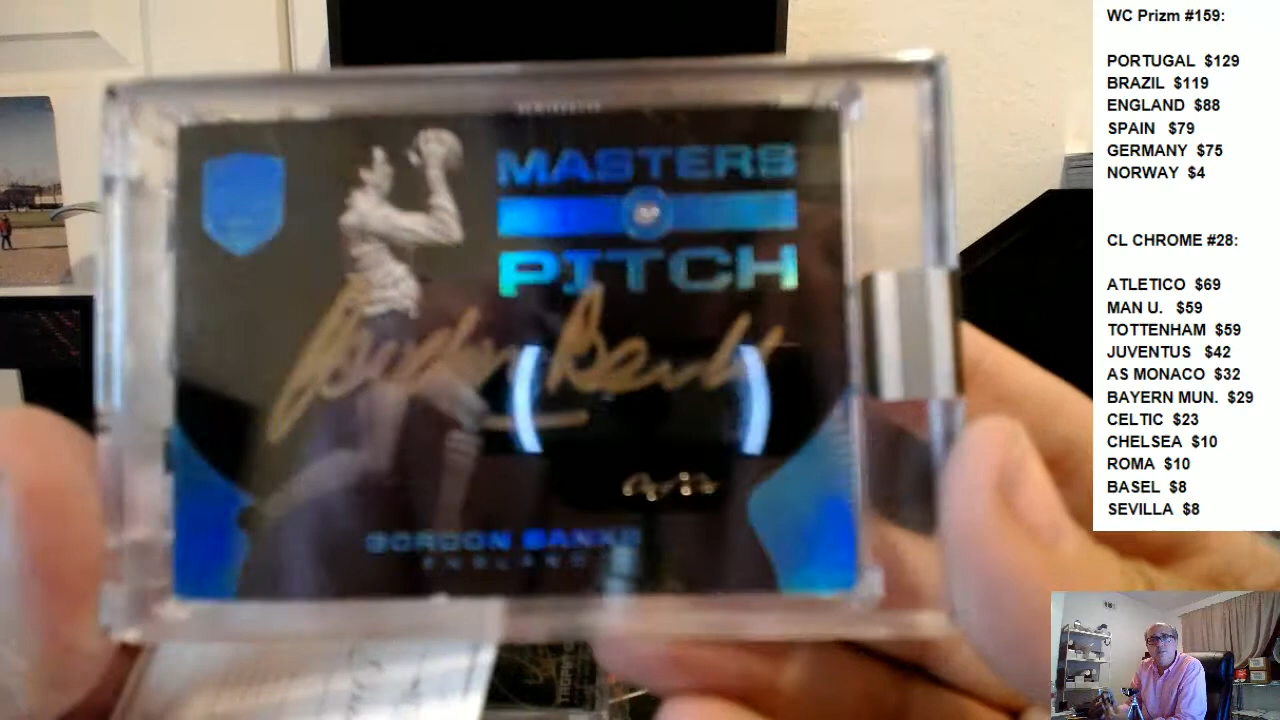 MASTERS
PITCH
Gordon Banks
GORDON BANKS
ENGLAND
WC Prizm #159:
PORTUGAL $129
BRAZIL $119
ENGLAND $88
SPAIN $79
GERMANY $75
NORWAY $4
CL CHROME #28:
ATLETICO $69
MAN U. $59
TOTTENHAM $59
JUVENTUS $42
AS MONACO $32
BAYERN MUN. $29
CELTIC $23
CHELSEA $10
ROMA $10
BASEL $8
SEVILLA $8